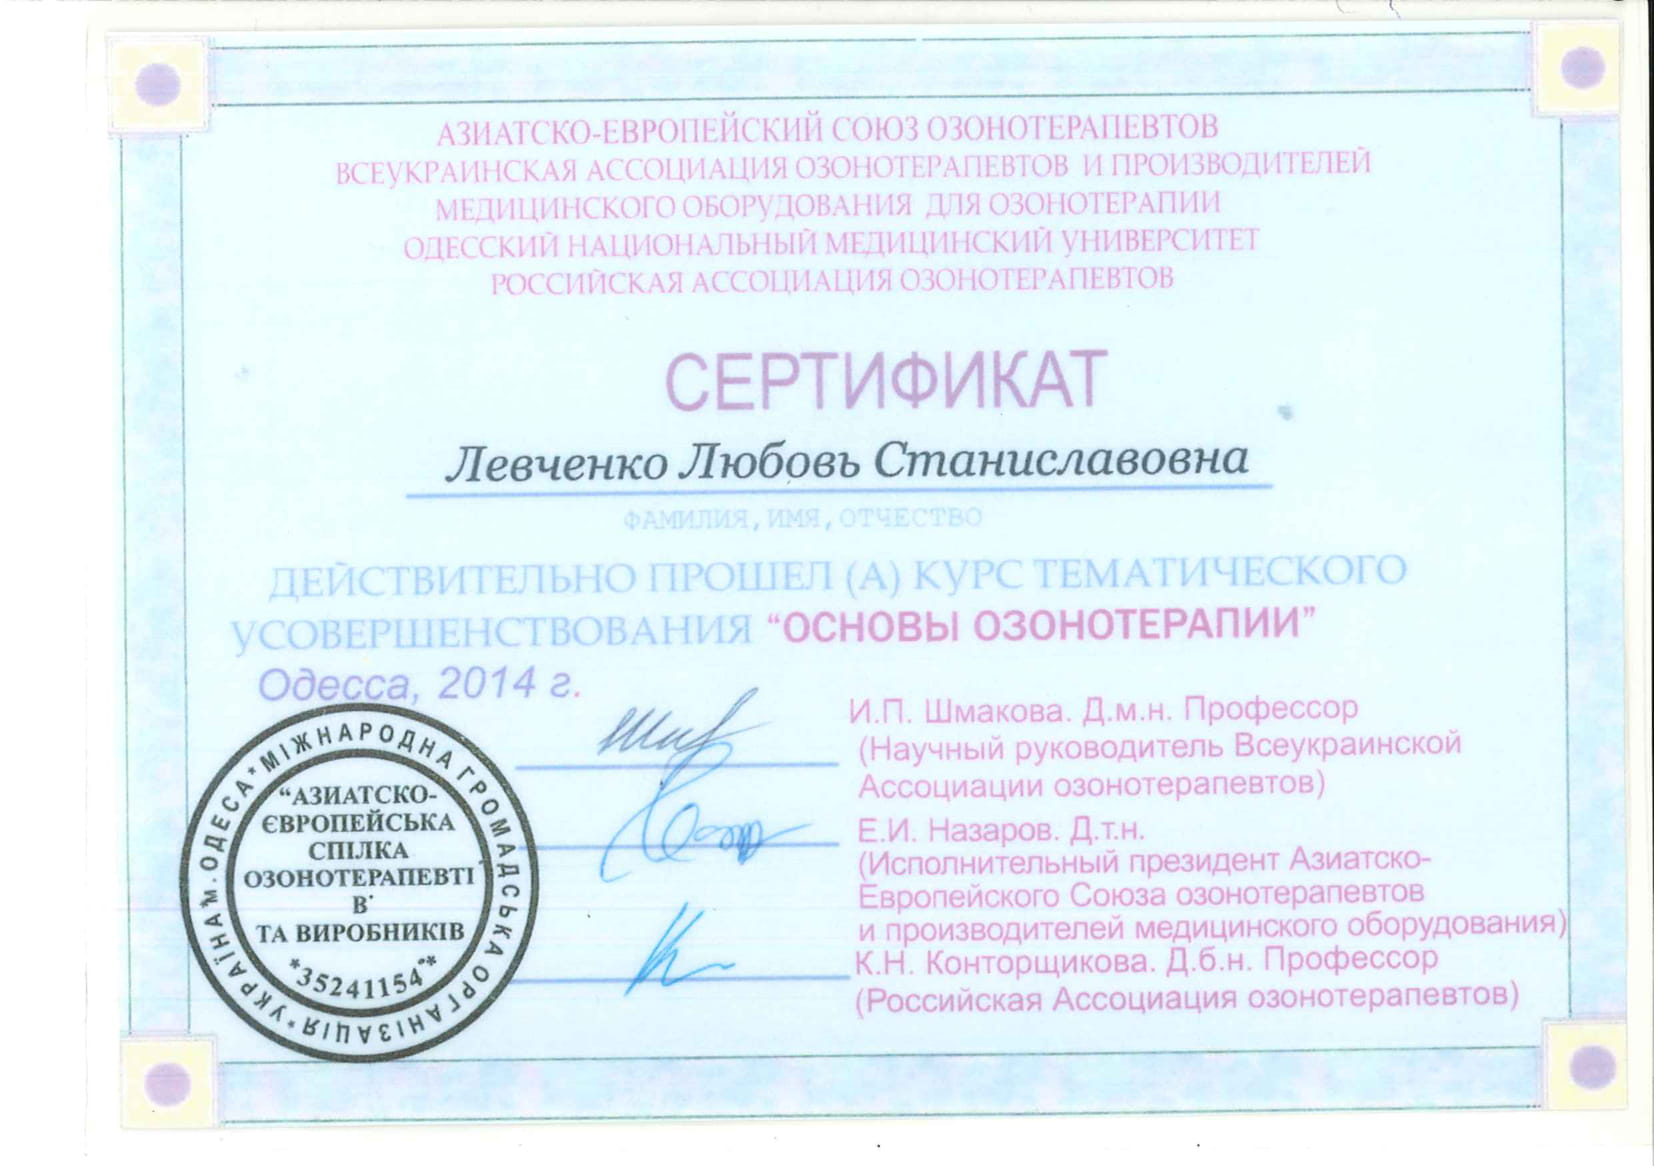 АЗИАТСКО-ЕВРОПЕЙСКИЙ СОЮЗ ОЗОНОТЕРАПЕВТОВ
ВСЕУКРАИНСКАЯ АССОЦИАЦИЯ ОЗОНОТЕРАПЕВТОВ И ПРОИЗВОДИТЕЛЕЙ
МЕДИЦИНСКОГО ОБОРУДОВАНИЯ ДЛЯ ОЗОНОТЕРАПИИ
ОДЕССКИЙ НАЦИОНАЛЬНЫЙ МЕДИЦИНСКИЙ УНИВЕРСИТЕТ
РОССИЙСКАЯ АССОЦИАЦИЯ ОЗОНОТЕРАПЕВТОВ
СЕРТИФИКАТ
Левченко Любовь Станиславовна
ФАМИЛИЯ, ИМЯ, ОТЧЕСТВО
ДЕЙСТВИТЕЛЬНО ПРОШЕЛ (А) КУРС ТЕМАТИЧЕСКОГО
УСОВЕРШЕНСТВОВАНИЯ “ОСНОВЫ ОЗОНОТЕРАПИИ”
Одесса, 2014 г.
И.П. Шмакова. Д.м.н. Профессор
(Научный руководитель Всеукраинской
Ассоциации озонотерапевтов)
Е.И. Назаров. Д.т.н.
(Исполнительный президент Азиатско-
Европейского Союза озонотерапевтов
и производителей медицинского оборудования)
К.Н. Конторщикова. Д.б.н. Профессор
(Российская Ассоциация озонотерапевтов)
*УКРАЇНА*м.ОДЕСА*МІЖНАРОДНА ГРОМАДСЬКА ОРГАНІЗАЦІЯ
“АЗИАТСКО-
ЄВРОПЕЙСЬКА
СПІЛКА
ОЗОНОТЕРАПЕВТІ
В
ТА ВИРОБНИКІВ
*35241154"*